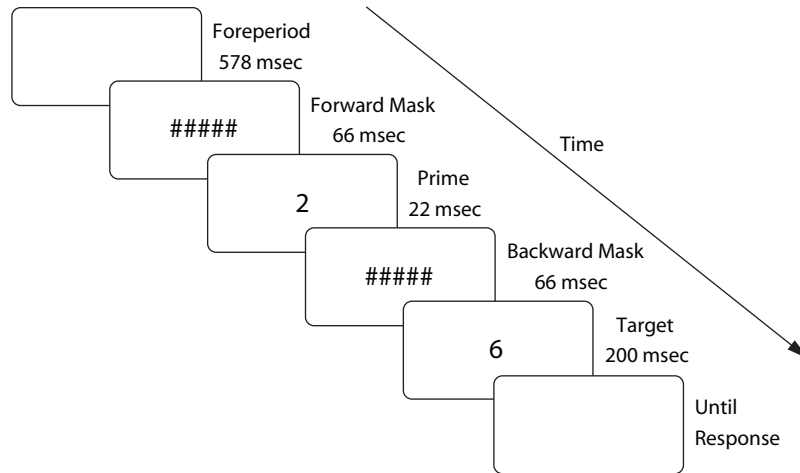 Foreperiod
578 msec
#####
Forward Mask
66 msec
Time
2
Prime
22 msec
#####
Backward Mask
66 msec
6
Target
200 msec
Until
Response